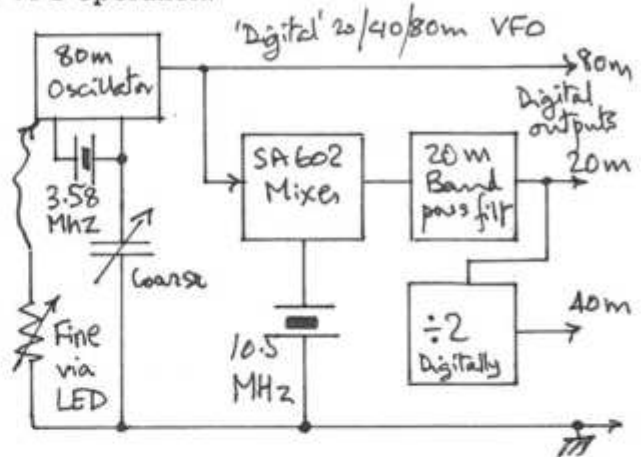 operation.
'Digital' 20/40/80m VFO
80m
Oscillator
80m
Digital
outputs
20m
SA602
Mixer
20m
Band
pass filt
3.58
MHz
Coarse
Fine
via
LED
10.5
MHz
÷2
Digitally
40m